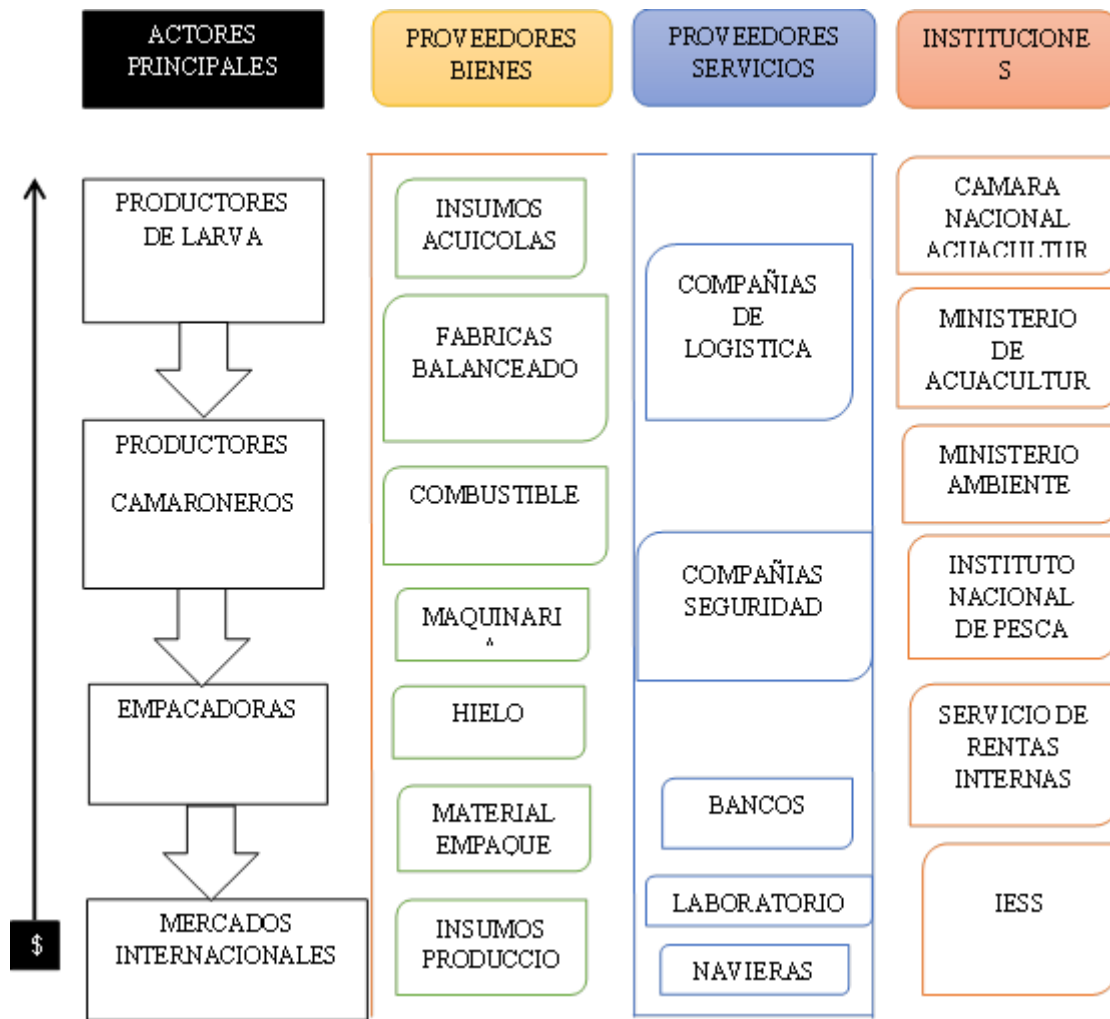 ACTORES
PRINCIPALES
PROVEEDORES
BIENES
PROVEEDORES
SERVICIOS
INSTITUCIONE
S
PRODUCTORES
DE LARVA
PRODUCTORES
CAMARONEROS
EMPACADORAS
MERCADOS
INTERNACIONALES
$
INSUMOS
ACUICOLAS
FABRICAS
BALANCEADO
COMBUSTIBLE
MAQUINARI
A
HIELO
MATERIAL
EMPAQUE
INSUMOS
PRODUCCIO
COMPAÑIAS
DE
LOGISTICA
COMPAÑIAS
SEGURIDAD
BANCOS
LABORATORIO
NAVIERAS
CAMARA
NACIONAL
ACUACULTUR
MINISTERIO
DE
ACUACULTUR
MINISTERIO
AMBIENTE
INSTITUTO
NACIONAL
DE PESCA
SERVICIO DE
RENTAS
INTERNAS
IESS